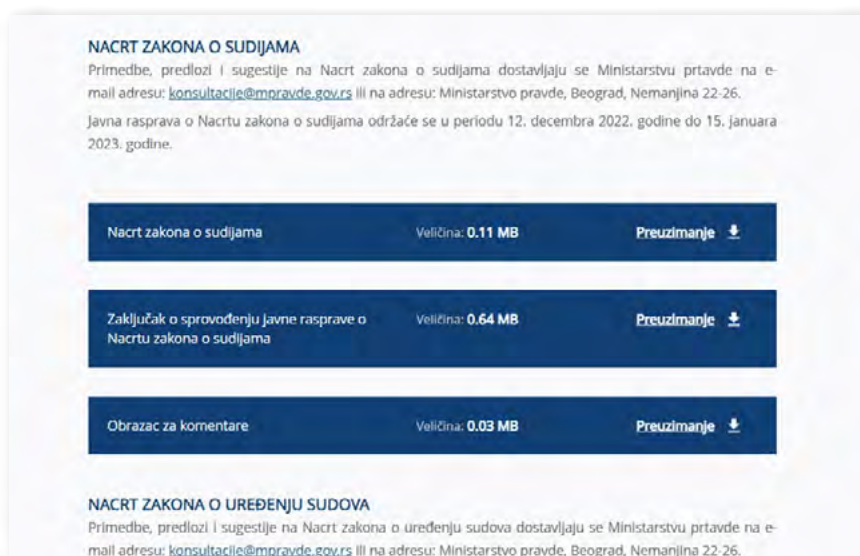 NACRT ZAKONA O SUDIJAMA
Primedbe, predlozi i sugestije na Nacrt zakona o sudijama dostavljaju se Ministarstvu prtavde na e-
mail adresu: konsultacije@mpravde.gov.rs ili na adresu: Ministarstvo pravde, Beograd, Nemanjina 22-26.
Javna rasprava o Nacrtu zakona o sudijama održaće se u periodu 12. decembra 2022. godine do 15. januara
2023. godine.
Nacrt zakona o sudijama Veličina: 0.11 MB Preuzimanje
Zaključak o sprovođenju javne rasprave o Veličina: 0.64 MB Preuzimanje
Nacrtu zakona o sudijama
Obrazac za komentare Veličina: 0.03 MB Preuzimanje
NACRT ZAKONA O UREĐENJU SUDOVA
Primedbe, predlozi i sugestije na Nacrt zakona o uređenju sudova dostavljaju se Ministarstvu prtavde na e-
mail adresu: konsultacije@mpravde.gov.rs ili na adresu: Ministarstvo pravde, Beograd, Nemanjina 22-26.